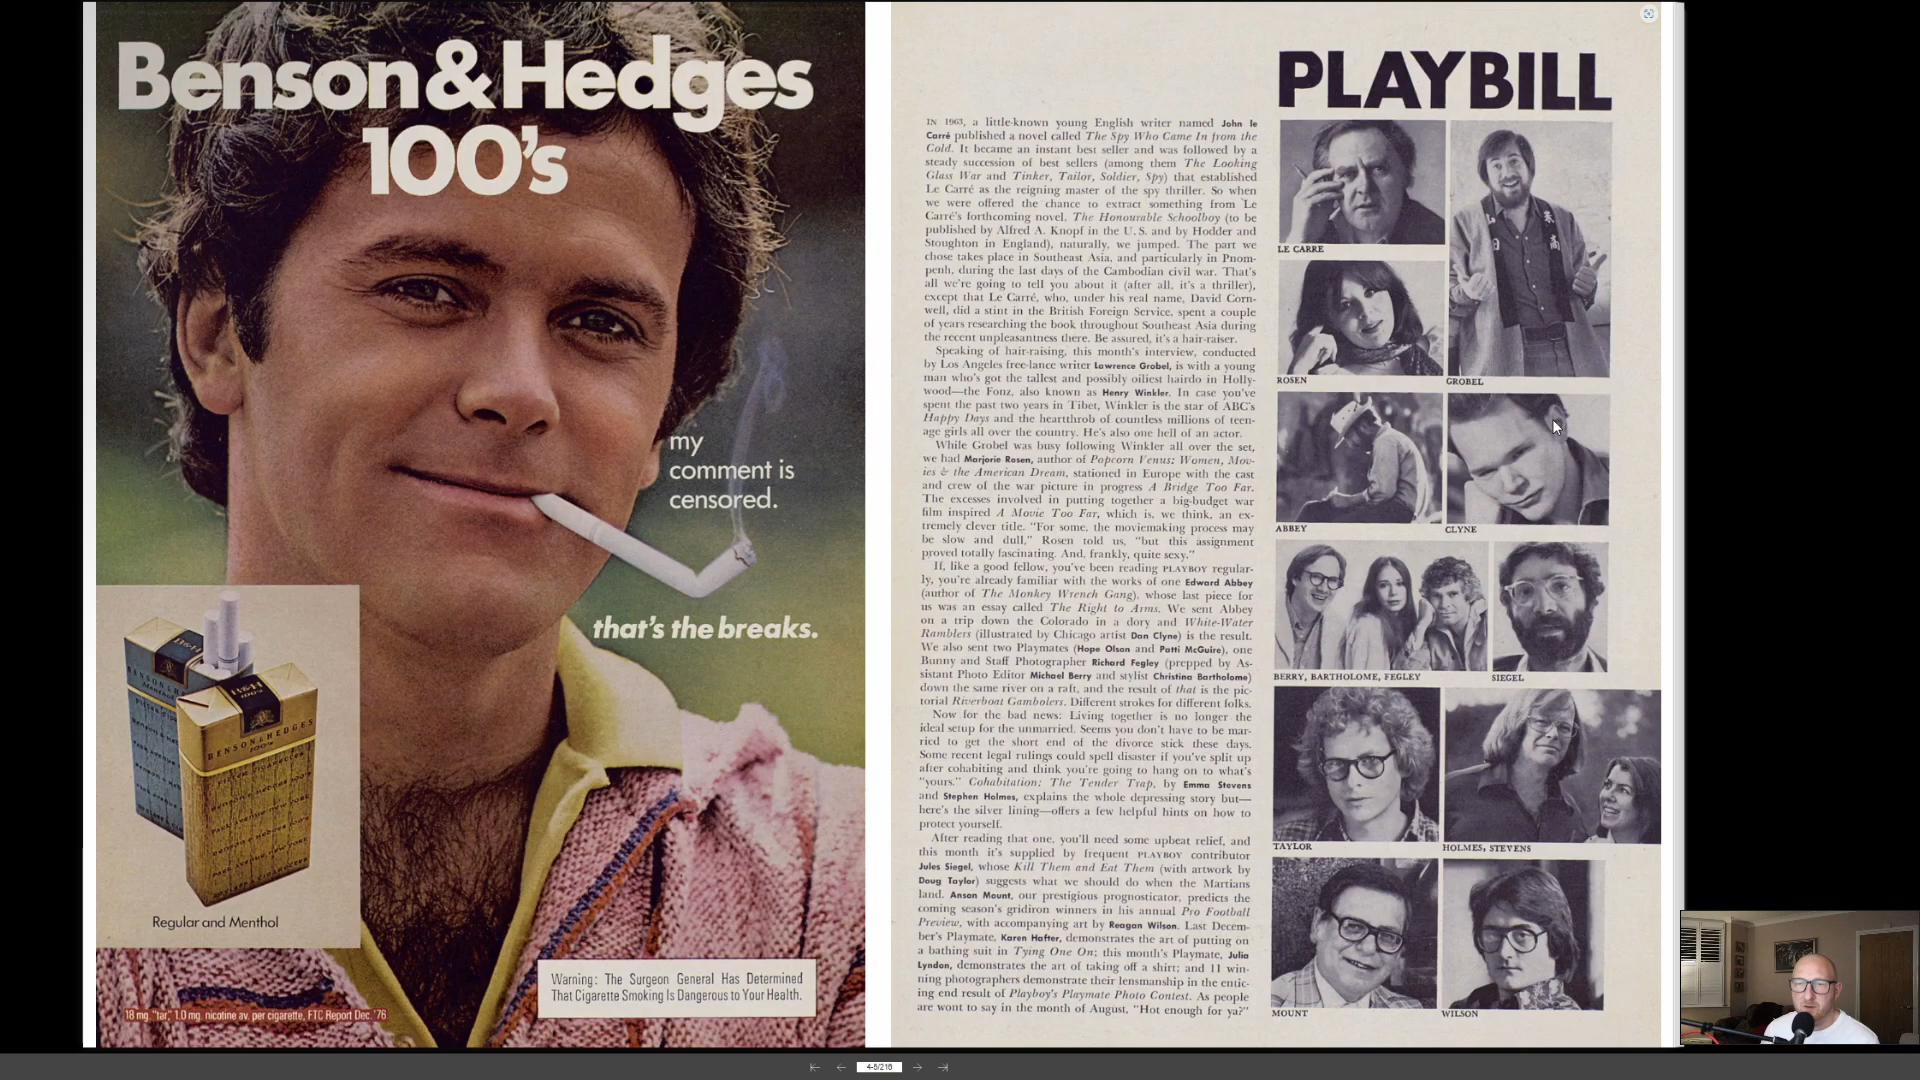 Benson & Hedges
100's
my
comment is
censored.
that's the breaks.
B&H
100's
BENSON & HEDGES
100's
Regular and Menthol
Warning: The Surgeon General Has Determined
That Cigarette Smoking Is Dangerous to Your Health.
18 mg. "tar," 1.0 mg. nicotine av. per cigarette, FTC Report Dec. '76
PLAYBILL
IN 1963, a little-known young English writer named John le
Carré published a novel called The Spy Who Came In from the
Cold. It became an instant best seller and was followed by a
steady succession of best sellers (among them The Looking
Glass War and Tinker, Tailor, Soldier, Spy) that established
Le Carré as the reigning master of the spy thriller. So when
we were offered the chance to extract something from Le
Carré's forthcoming novel, The Honourable Schoolboy (to be
published by Alfred A. Knopf in the U.S. and by Hodder and
Stoughton in England), naturally, we jumped. The part we
chose takes place in Southeast Asia, and particularly in Pnom-
penh, during the last days of the Cambodian civil war. That's
all we're going to tell you about it (after all, it's a thriller),
except that Le Carré, who, under his real name, David Corn-
well, did a stint in the British Foreign Service, spent a couple
of years researching the book throughout Southeast Asia during
the recent unpleasantness there. Be assured, it's a hair-raiser.
Speaking of hair-raising, this month's interview, conducted
by Los Angeles free-lance writer Lawrence Grobel, is with a young
man who's got the tallest and possibly oiliest hairdo in Holly-
wood—the Fonz, also known as Henry Winkler. In case you've
spent the past two years in Tibet, Winkler is the star of ABC's
Happy Days and the heartthrob of countless millions of teen-
age girls all over the country. He's also one hell of an actor.
While Grobel was busy following Winkler all over the set,
we had Marjorie Rosen, author of Popcorn Venus: Women, Mov-
ies & the American Dream, stationed in Europe with the cast
and crew of the war picture in progress A Bridge Too Far.
The excesses involved in putting together a big-budget war
film inspired A Movie Too Far, which is, we think, an ex-
tremely clever title. "For some, the moviemaking process may
be slow and dull," Rosen told us, "but this assignment
proved totally fascinating. And, frankly, quite sexy."
If, like a good fellow, you've been reading PLAYBOY regular-
ly, you're already familiar with the works of one Edward Abbey
(author of The Monkey Wrench Gang), whose last piece for
us was an essay called The Right to Arms. We sent Abbey
on a trip down the Colorado in a dory and White-Water
Ramblers (illustrated by Chicago artist Dan Clyne) is the result.
We also sent two Playmates (Hope Olson and Patti McGuire), one
Bunny and Staff Photographer Richard Fegley (prepped by As-
sistant Photo Editor Michael Berry and stylist Christina Bartholome)
down the same river on a raft, and the result of that is the pic-
torial Riverboat Gambolers. Different strokes for different folks.
Now for the bad news: Living together is no longer the
ideal setup for the unmarried. Seems you don't have to be mar-
ried to get the short end of the divorce stick these days.
Some recent legal rulings could spell disaster if you've split up
after cohabiting and think you're going to hang on to what's
"yours." Cohabitation: The Tender Trap, by Emma Stevens
and Stephen Holmes, explains the whole depressing story but—
here's the silver lining—offers a few helpful hints on how to
protect yourself.
After reading that one, you'll need some upbeat relief, and
this month it's supplied by frequent PLAYBOY contributor
Jules Siegel, whose Kill Them and Eat Them (with artwork by
Doug Taylor) suggests what we should do when the Martians
land. Anson Mount, our prestigious prognosticator, predicts the
coming season's gridiron winners in his annual Pro Football
Preview, with accompanying art by Reagan Wilson. Last Decem-
ber's Playmate, Karen Hafter, demonstrates the art of putting on
a bathing suit in Tying One On; this month's Playmate, Julia
Lyndon, demonstrates the art of taking off a shirt; and 11 win-
ning photographers demonstrate their lensmanship in the entic-
ing end result of Playboy's Playmate Photo Contest. As people
are wont to say in the month of August, "Hot enough for ya?"
LE CARRE
ROSEN
GROBEL
ABBEY
CLYNE
BERRY, BARTHOLOME, FEGLEY
SIEGEL
TAYLOR
HOLMES, STEVENS
MOUNT
WILSON
4-5/216